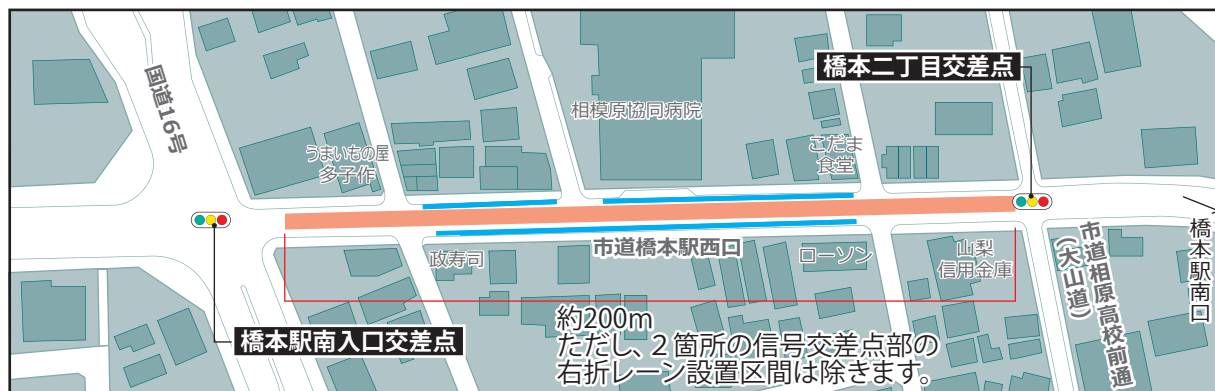 国道16号
橋本二丁目交差点
相模原協同病院
うまいもの屋
多子作
こだま
食堂
政寿司
市道橋本駅西口
ローソン
山梨
信用金庫
市道相原高校前通
(大山道)
橋本駅南口
橋本駅南入口交差点
約200m
ただし、２箇所の信号交差点部の
右折レーン設置区間は除きます。